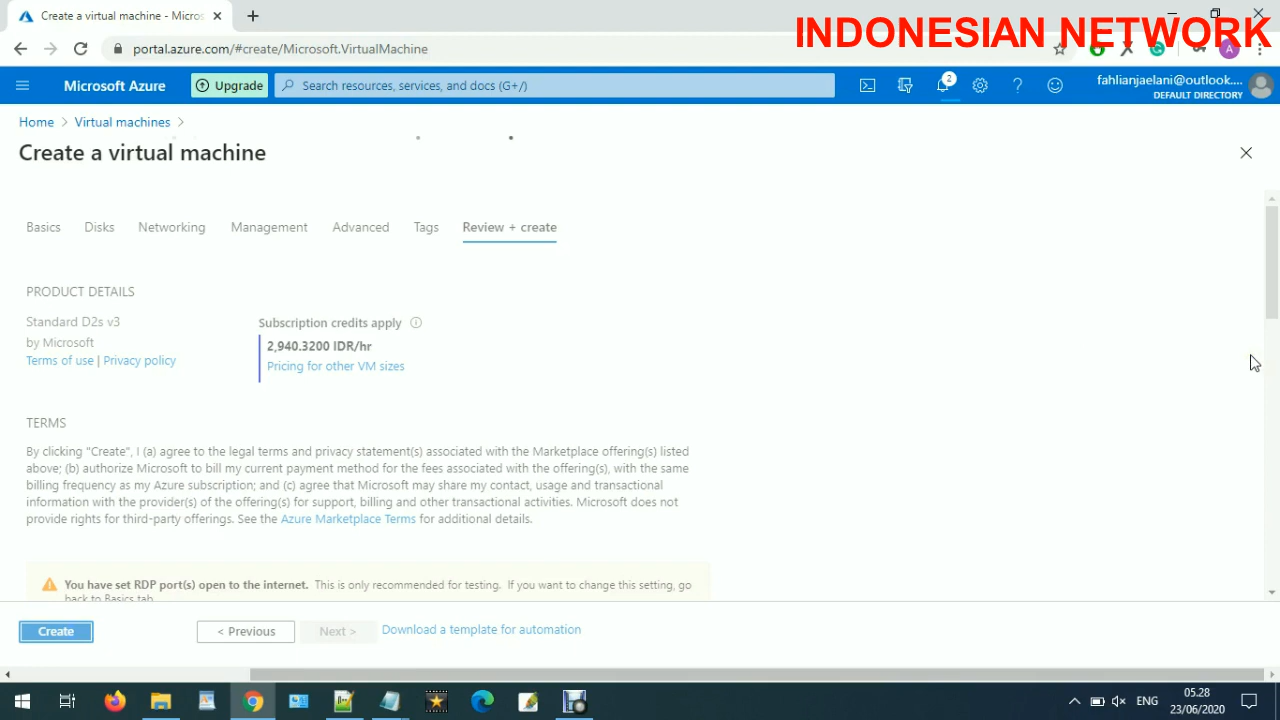 Create a virtual machine - Micros
INDONESIAN NETWORK
portal.azure.com/#create/Microsoft.VirtualMachine
A
Microsoft Azure
Upgrade
Search resources, services, and docs (G+/)
2
fahlianjaelani@outlook....
DEFAULT DIRECTORY
Home > Virtual machines >
Create a virtual machine
Basics Disks Networking Management Advanced Tags Review + create
PRODUCT DETAILS
Standard D2s v3
by Microsoft
Terms of use | Privacy policy
Subscription credits apply
2,940.3200 IDR/hr
Pricing for other VM sizes
TERMS
By clicking "Create", I (a) agree to the legal terms and privacy statement(s) associated with the Marketplace offering(s) listed
above; (b) authorize Microsoft to bill my current payment method for the fees associated with the offering(s), with the same
billing frequency as my Azure subscription; and (c) agree that Microsoft may share my contact, usage and transactional
information with the provider(s) of the offering(s) for support, billing and other transactional activities. Microsoft does not
provide rights for third-party offerings. See the Azure Marketplace Terms for additional details.
You have set RDP port(s) open to the internet. This is only recommended for testing. If you want to change this setting, go
back to Basics tab.
Create
< Previous
Next >
Download a template for automation
ENG
05.28
23/06/2020